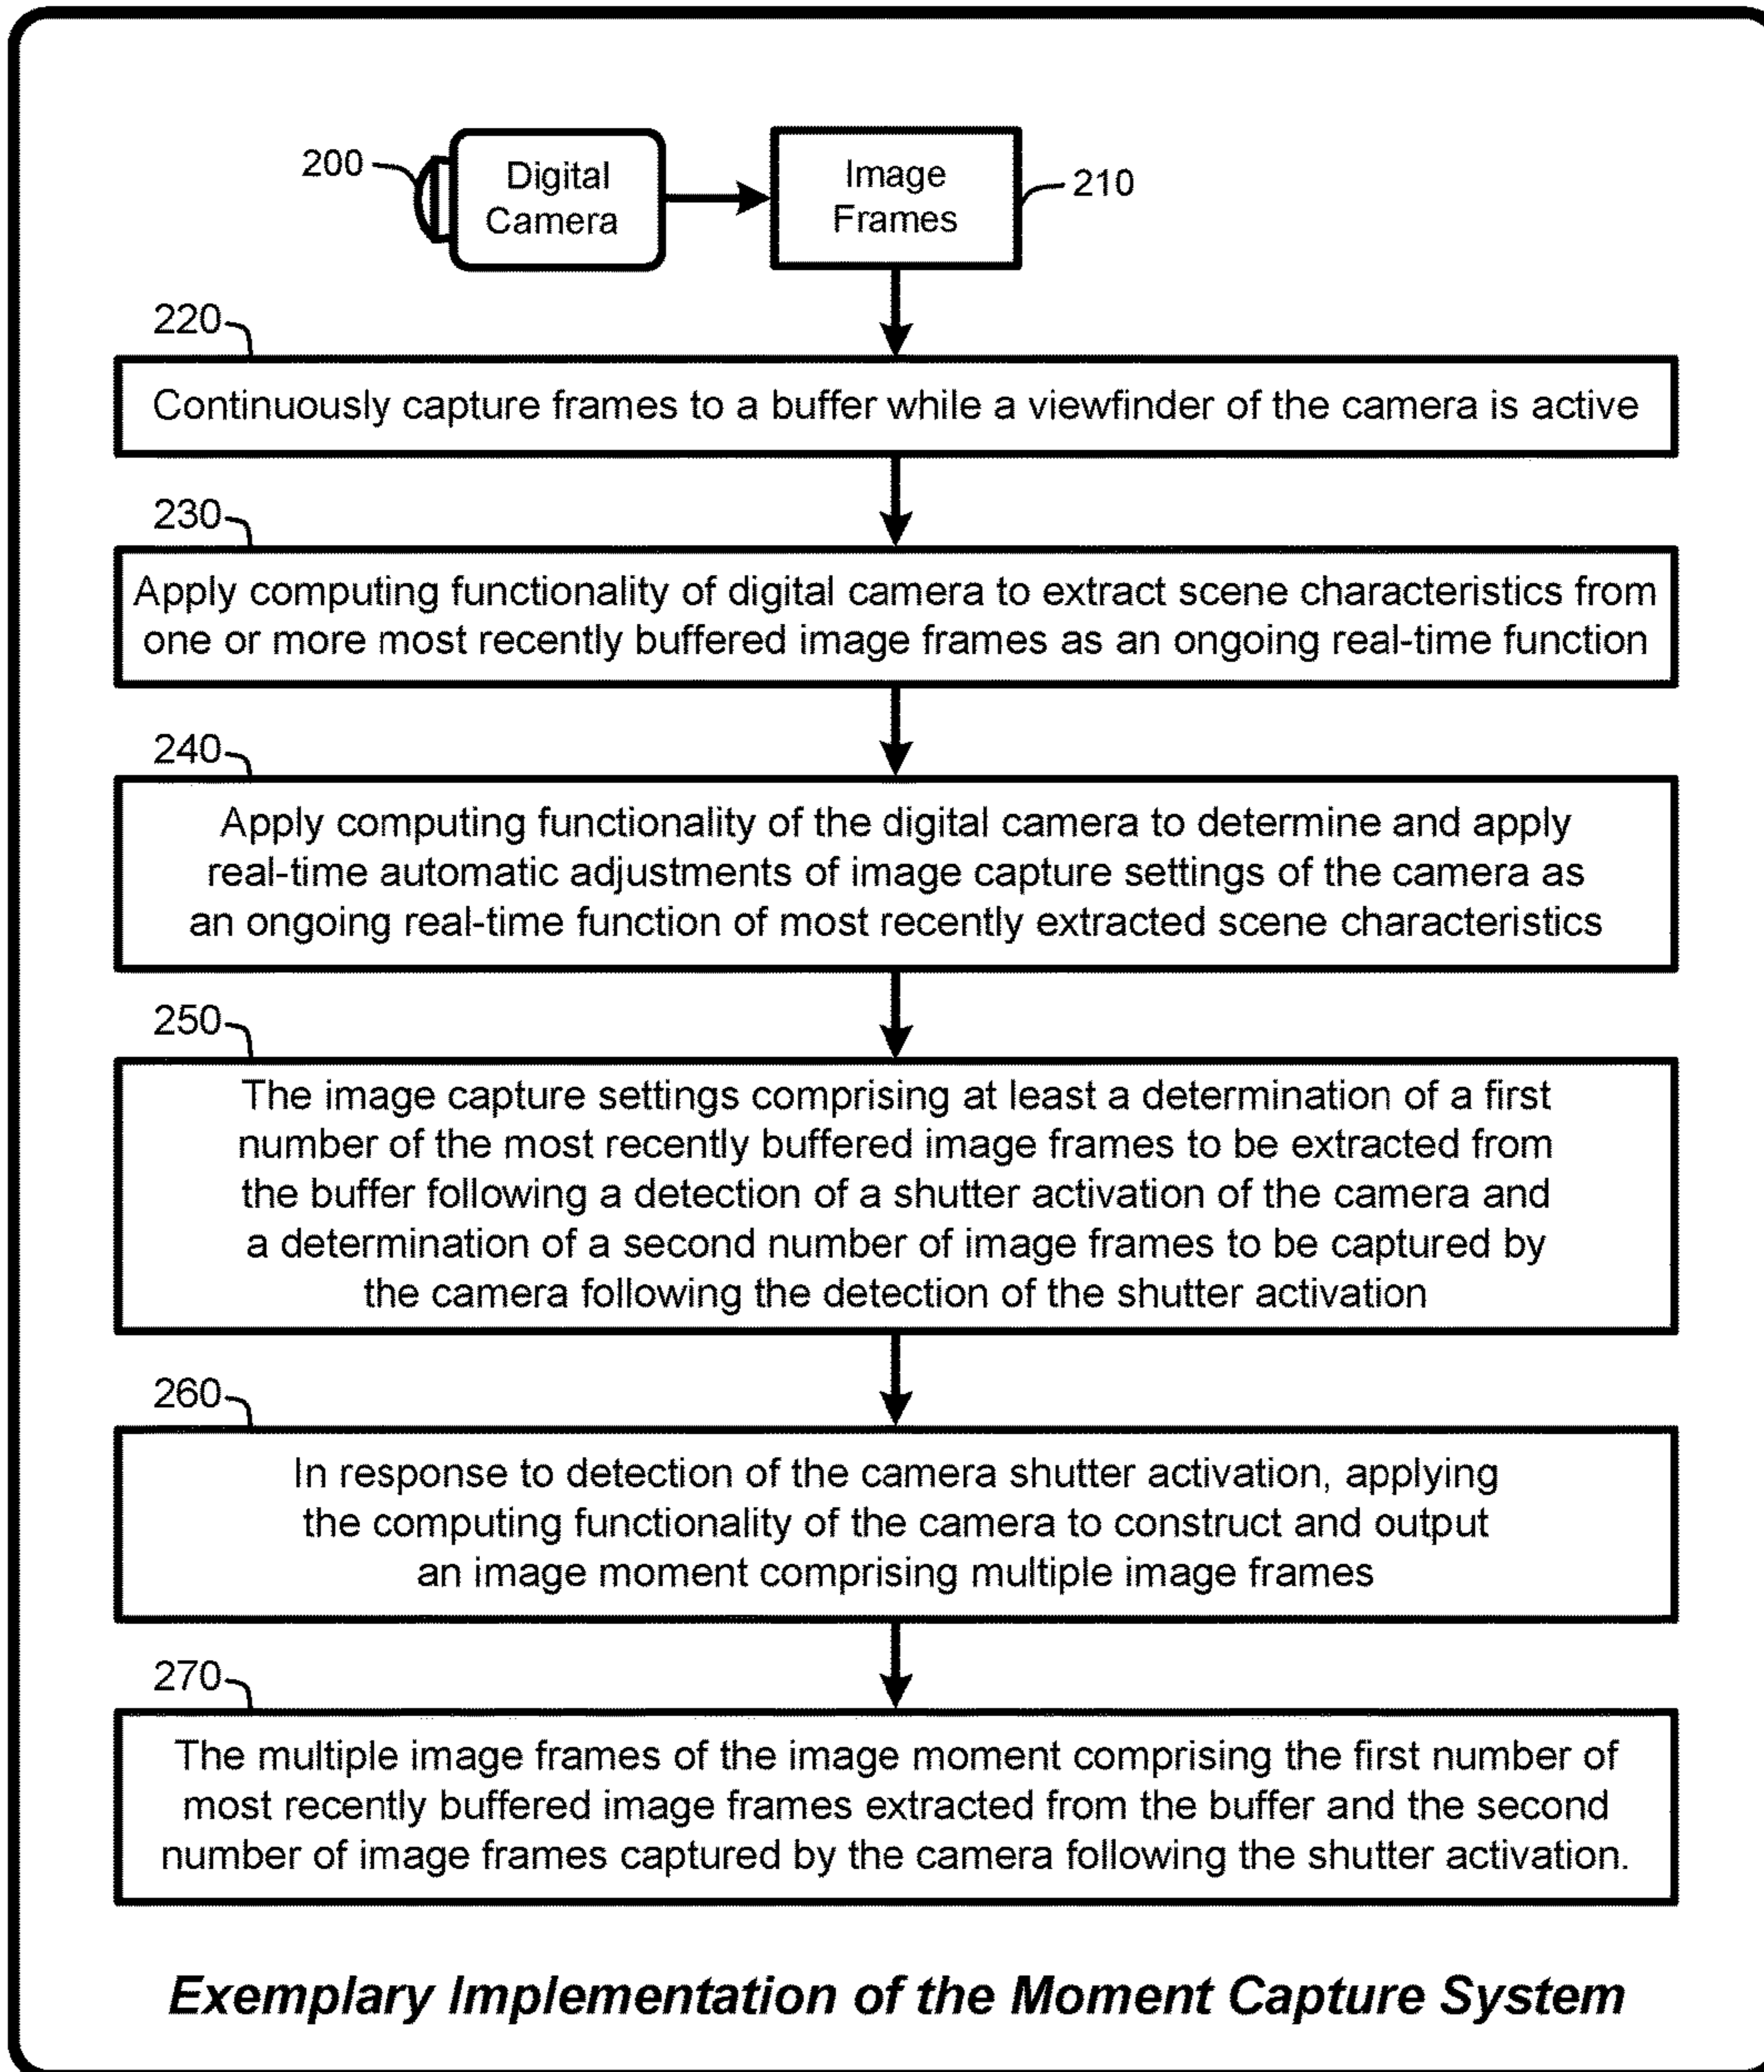 200
Digital
Camera
Image
Frames
210
220
Continuously capture frames to a buffer while a viewfinder of the camera is active
230
Apply computing functionality of digital camera to extract scene characteristics from
one or more most recently buffered image frames as an ongoing real-time function
240
Apply computing functionality of the digital camera to determine and apply
real-time automatic adjustments of image capture settings of the camera as
an ongoing real-time function of most recently extracted scene characteristics
250
The image capture settings comprising at least a determination of a first
number of the most recently buffered image frames to be extracted from
the buffer following a detection of a shutter activation of the camera and
a determination of a second number of image frames to be captured by
the camera following the detection of the shutter activation
260
In response to detection of the camera shutter activation, applying
the computing functionality of the camera to construct and output
an image moment comprising multiple image frames
270
The multiple image frames of the image moment comprising the first number of
most recently buffered image frames extracted from the buffer and the second
number of image frames captured by the camera following the shutter activation.
Exemplary Implementation of the Moment Capture System